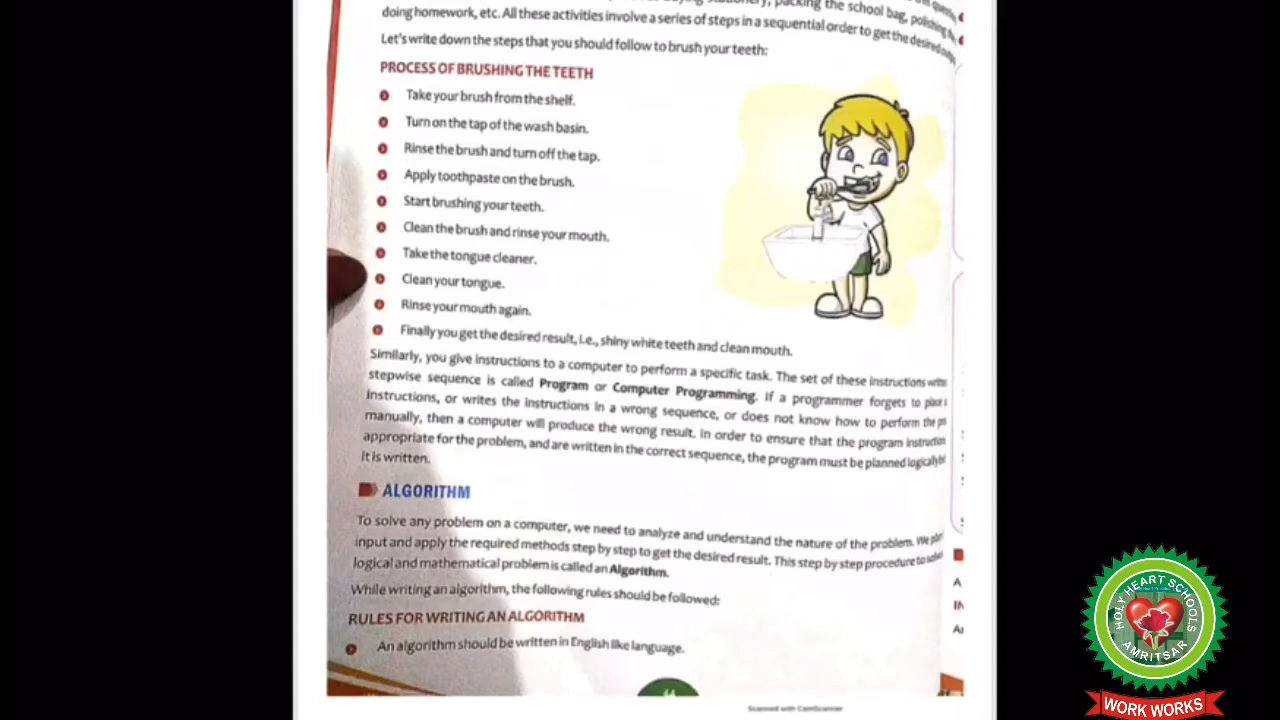 packing the school bag, polishing
doing homework, etc. All these activities involve a series of steps in a sequential order to get the desired
Let's write down the steps that you should follow to brush your teeth:
PROCESS OF BRUSHING THE TEETH
Take your brush from the shelf.
Turn on the tap of the wash basin.
Rinse the brush and turn off the tap.
Apply toothpaste on the brush.
Start brushing your teeth.
Clean the brush and rinse your mouth.
Take the tongue cleaner.
Clean your tongue.
Rinse your mouth again.
Finally you get the desired result, i.e., shiny white teeth and clean mouth.
Similarly, you give instructions to a computer to perform a specific task. The set of these instructions
stepwise sequence is called Program or Computer Programming. If a programmer forgets to
instructions, or writes the instructions in a wrong sequence, or does not know how to perform the
manually, then a computer will produce the wrong result. In order to ensure that the program
appropriate for the problem, and are written in the correct sequence, the program must be planned logically
it is written.
ALGORITHM
To solve any problem on a computer, we need to analyze and understand the nature of the problem. We
input and apply the required methods step by step to get the desired result. This step by step procedure to
logical and mathematical problem is called an Algorithm.
While writing an algorithm, the following rules should be followed:
RULES FOR WRITING AN ALGORITHM
An algorithm should be written in English like language.
44
Scanned with CamScanner
HOLY HEART SCHOOLS
AMRITSAR
WORK WORKS